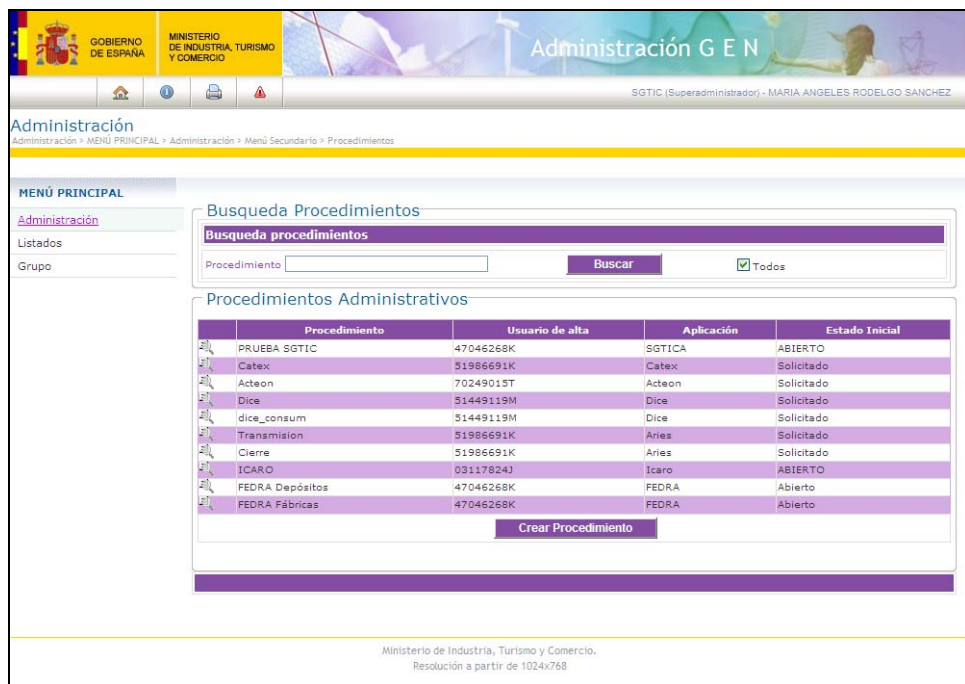 GOBIERNO
DE ESPAÑA
MINISTERIO
DE INDUSTRIA, TURISMO
Y COMERCIO
Administración G E N
SGTIC (Superadministrador) - MARIA ANGELES RODELGO SANCHEZ
Administración
Administración > MENÚ PRINCIPAL > Administración > Menú Secundario > Procedimientos
MENÚ PRINCIPAL
Administración
Listados
Grupo
Busqueda Procedimientos
Busqueda procedimientos
Procedimiento Buscar Todos
Procedimientos Administrativos
Procedimiento Usuario de alta Aplicación Estado Inicial
PRUEBA SGTIC 47046268K SGTICA ABIERTO
Catex 51986691K Catex Solicitado
Acteon 70249015T Acteon Solicitado
Dice 51449119M Dice Solicitado
dice_consum 51449119M Dice Solicitado
Transmision 51986691K Aries Solicitado
Cierre 51986691K Aries Solicitado
ICARO 03117824J Icaro ABIERTO
FEDRA Depósitos 47046268K FEDRA Abierto
FEDRA Fábricas 47046268K FEDRA Abierto
Crear Procedimiento
Ministerio de Industria, Turismo y Comercio.
Resolución a partir de 1024x768